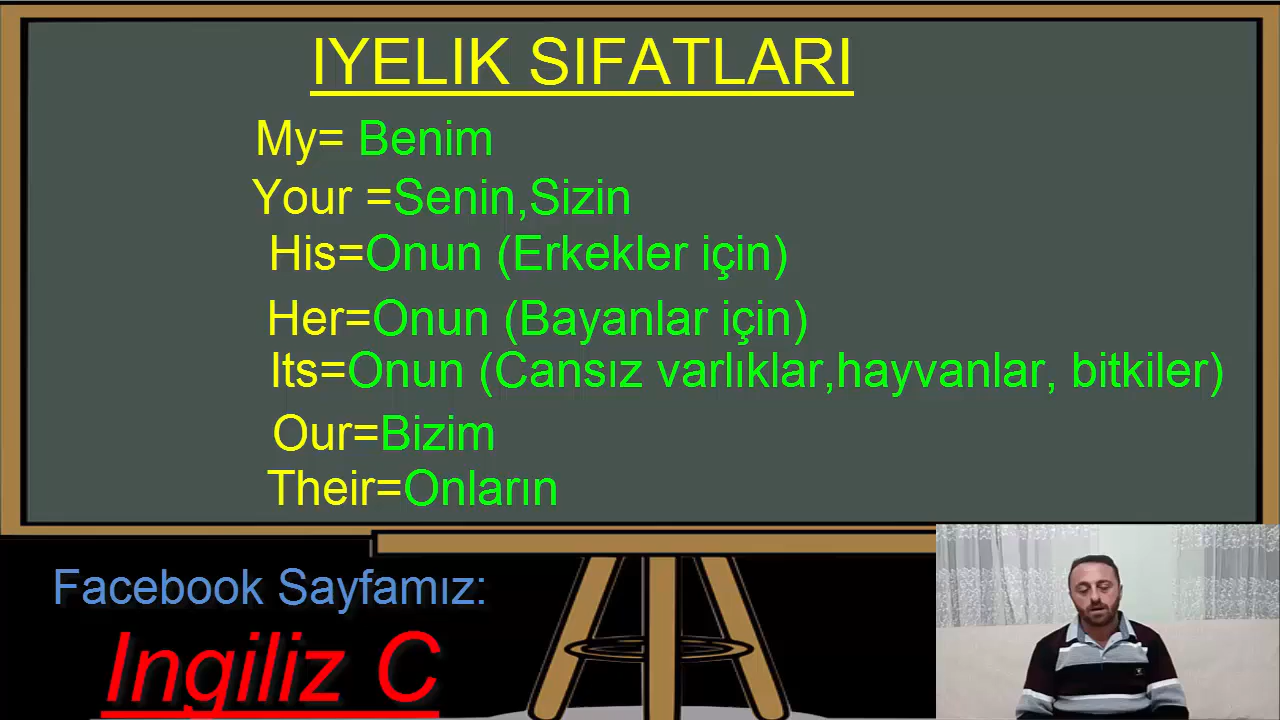 IYELIK SIFATLARI
My= Benim
Your =Senin,Sizin
His=Onun (Erkekler için)
Her=Onun (Bayanlar için)
Its=Onun (Cansız varlıklar,hayvanlar, bitkiler)
Our=Bizim
Their=Onların
Facebook Sayfamız:
Ingiliz C